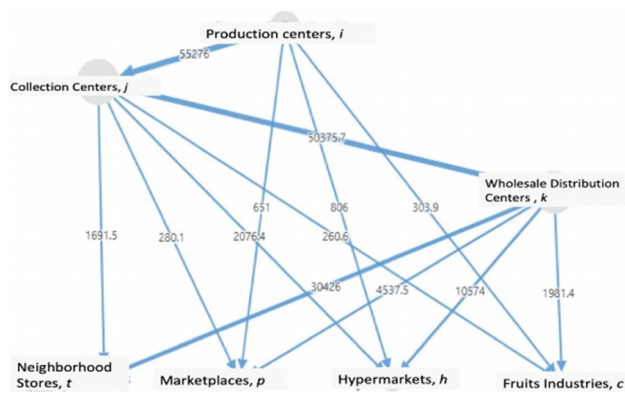 Production centers, i
55276
Collection Centers, j
50375.7
Wholesale Distribution
Centers , k
651
806
303.9
1691.5
280.1
2076.4
260.6
30426
4537.5
10574
1981.4
Neighborhood
Stores, t
Marketplaces, p
Hypermarkets, h
Fruits Industries, c